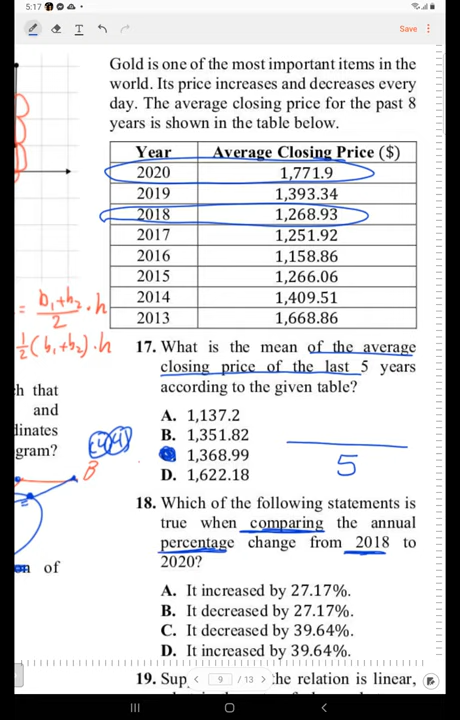 5:17
T
Save
Gold is one of the most important items in the
world. Its price increases and decreases every
day. The average closing price for the past 8
years is shown in the table below.
Year Average Closing Price ($)
2020 1,771.9
2019 1,393.34
2018 1,268.93
2017 1,251.92
2016 1,158.86
2015 1,266.06
2014 1,409.51
2013 1,668.86
= b₁+b₂/2 · h
½(b₁+b₂)·h
17. What is the mean of the average
closing price of the last 5 years
according to the given table?
A. 1,137.2
B. 1,351.82
1,368.99
D. 1,622.18
5
h that
and
dinates
gram?
B
of
18. Which of the following statements is
true when comparing the annual
percentage change from 2018 to
2020?
A. It increased by 27.17%.
B. It decreased by 27.17%.
C. It decreased by 39.64%.
D. It increased by 39.64%.
19. Sup
he relation is linear,
9 / 13